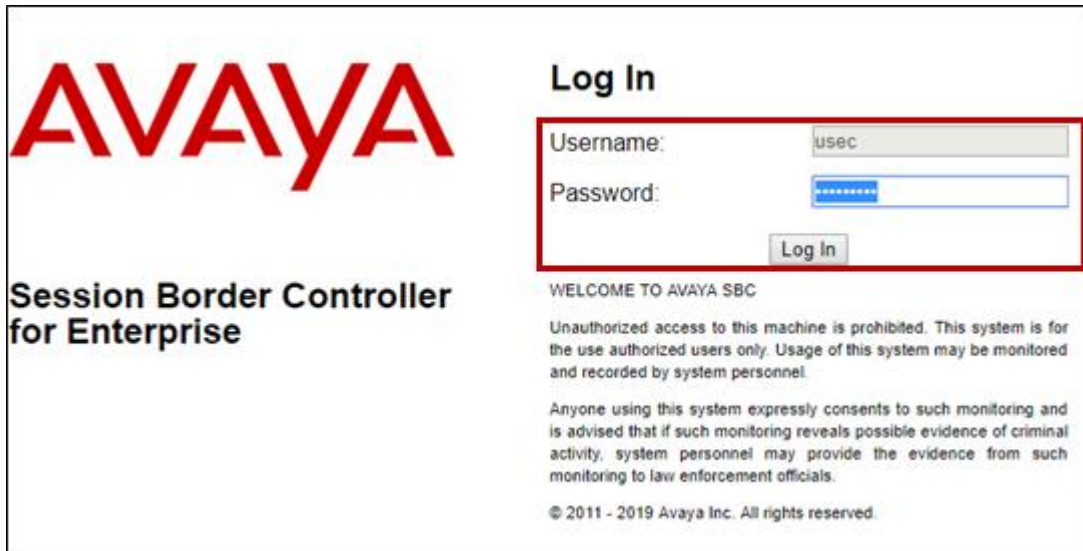 AVAYA
Session Border Controller
for Enterprise
Log In
Username:
usec
Password:
Log In
WELCOME TO AVAYA SBC
Unauthorized access to this machine is prohibited. This system is for
the use authorized users only. Usage of this system may be monitored
and recorded by system personnel.
Anyone using this system expressly consents to such monitoring and
is advised that if such monitoring reveals possible evidence of criminal
activity, system personnel may provide the evidence from such
monitoring to law enforcement officials.
© 2011 - 2019 Avaya Inc. All rights reserved.